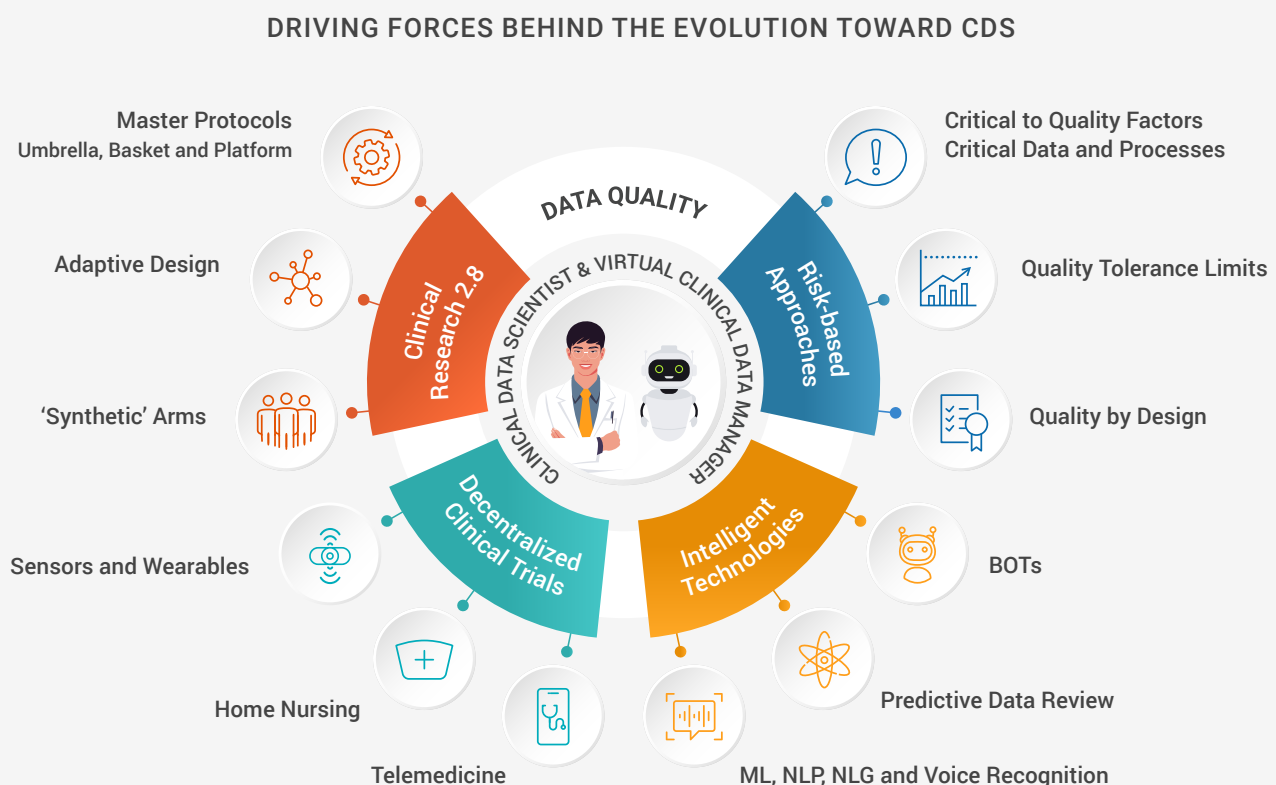 DRIVING FORCES BEHIND THE EVOLUTION TOWARD CDS
Master Protocols
Umbrella, Basket and Platform
Adaptive Design
‘Synthetic’ Arms
Sensors and Wearables
Home Nursing
Telemedicine
Critical to Quality Factors
Critical Data and Processes
Quality Tolerance Limits
Quality by Design
BOTs
Predictive Data Review
ML, NLP, NLG and Voice Recognition
DATA QUALITY
CLINICAL DATA SCIENTIST & VIRTUAL CLINICAL DATA MANAGER
Clinical
Research 2.8
Risk-based
Approaches
Decentralized
Clinical Trials
Intelligent
Technologies